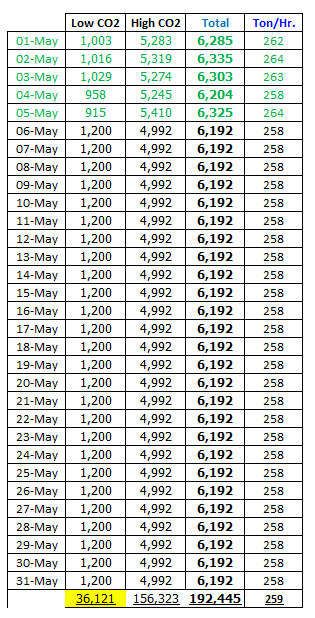 Low CO2 High CO2 Total Ton/Hr.
01-May 1,003 5,283 6,285 262
02-May 1,016 5,319 6,335 264
03-May 1,029 5,274 6,303 263
04-May 958 5,245 6,204 258
05-May 915 5,410 6,325 264
06-May 1,200 4,992 6,192 258
07-May 1,200 4,992 6,192 258
08-May 1,200 4,992 6,192 258
09-May 1,200 4,992 6,192 258
10-May 1,200 4,992 6,192 258
11-May 1,200 4,992 6,192 258
12-May 1,200 4,992 6,192 258
13-May 1,200 4,992 6,192 258
14-May 1,200 4,992 6,192 258
15-May 1,200 4,992 6,192 258
16-May 1,200 4,992 6,192 258
17-May 1,200 4,992 6,192 258
18-May 1,200 4,992 6,192 258
19-May 1,200 4,992 6,192 258
20-May 1,200 4,992 6,192 258
21-May 1,200 4,992 6,192 258
22-May 1,200 4,992 6,192 258
23-May 1,200 4,992 6,192 258
24-May 1,200 4,992 6,192 258
25-May 1,200 4,992 6,192 258
26-May 1,200 4,992 6,192 258
27-May 1,200 4,992 6,192 258
28-May 1,200 4,992 6,192 258
29-May 1,200 4,992 6,192 258
30-May 1,200 4,992 6,192 258
31-May 1,200 4,992 6,192 258
36,121 156,323 192,445 259